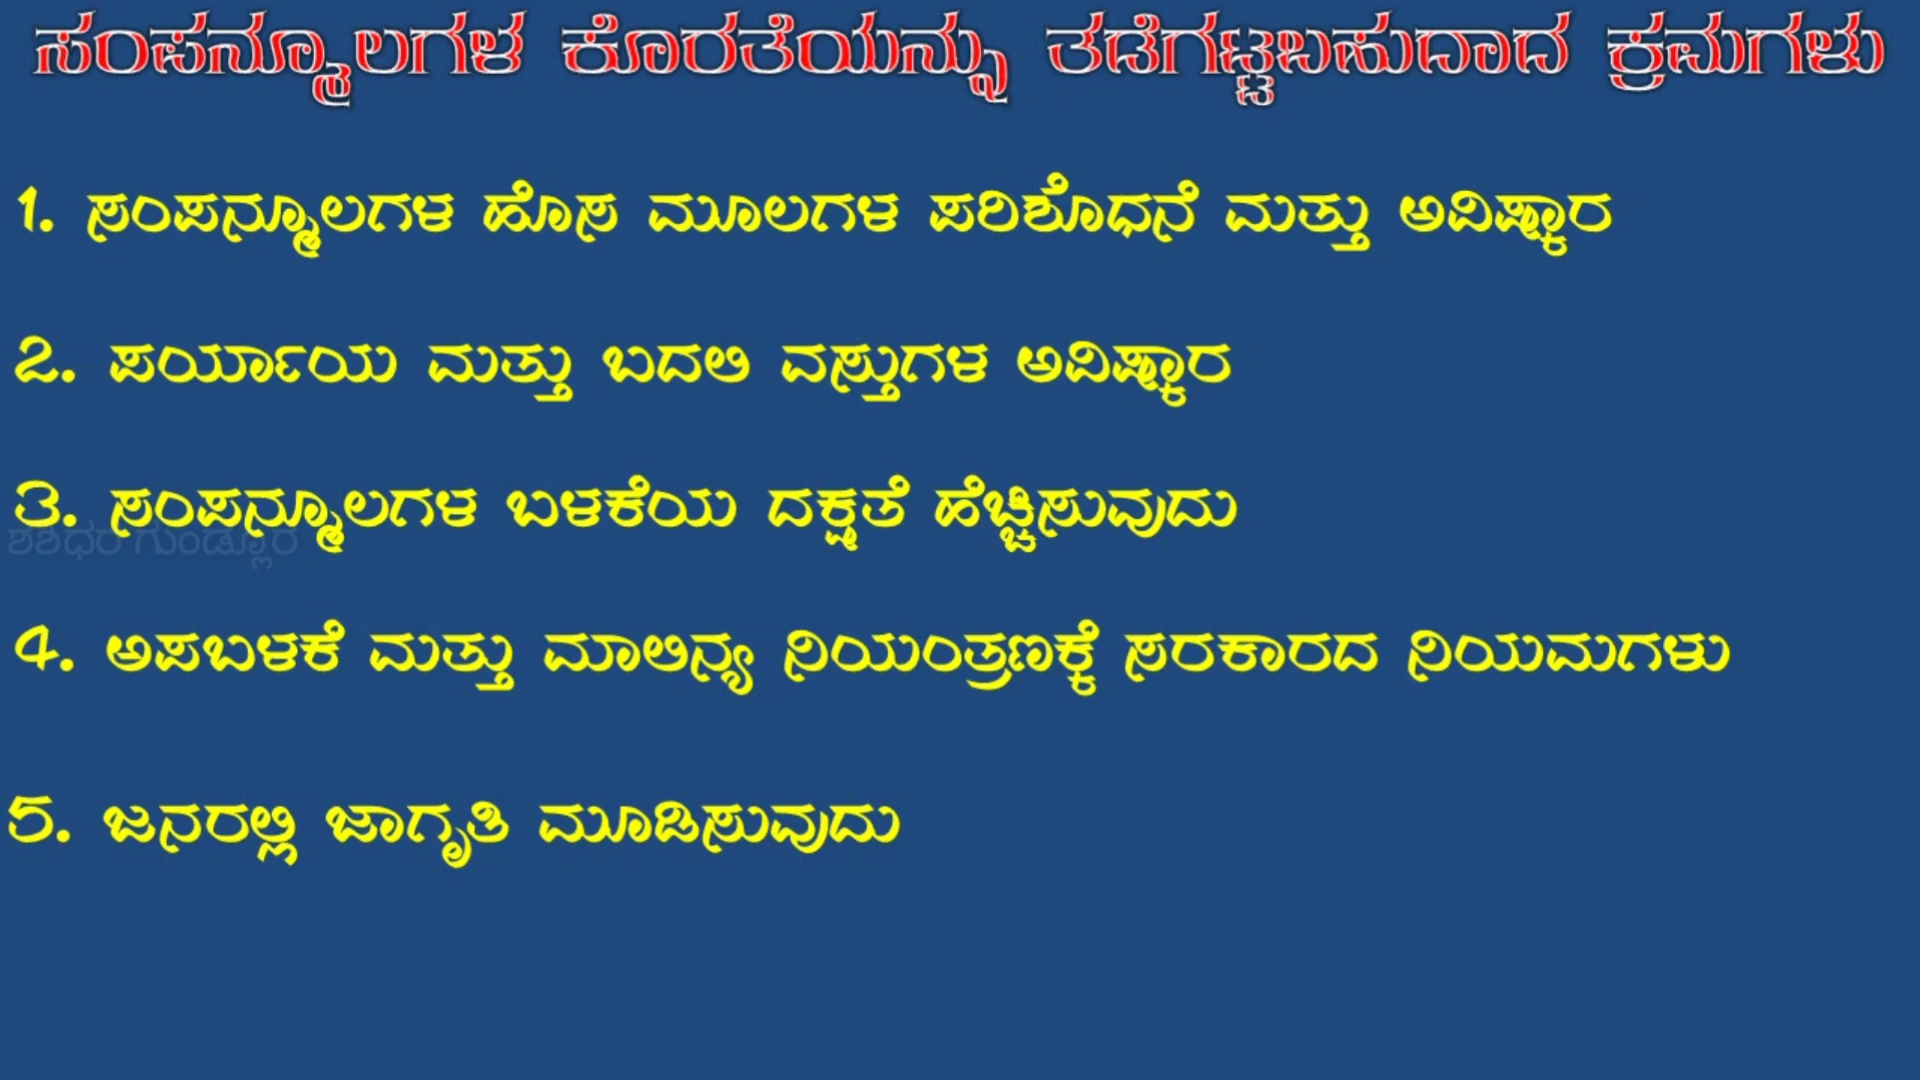 ಸಂಪನ್ಮೂಲಗಳ ಕೊರತೆಯನ್ನು ತಡೆಗಟ್ಟಬಹುದಾದ ಕ್ರಮಗಳು
1. ಸಂಪನ್ಮೂಲಗಳ ಹೊಸ ಮೂಲಗಳ ಪರಿಶೊಧನೆ ಮತ್ತು ಅವಿಷ್ಕಾರ
2. ಪರ್ಯಾಯ ಮತ್ತು ಬದಲಿ ವಸ್ತುಗಳ ಅವಿಷ್ಕಾರ
3. ಸಂಪನ್ಮೂಲಗಳ ಬಳಕೆಯ ದಕ್ಷತೆ ಹೆಚ್ಚಿಸುವುದು
ಶಶಿಧರ ಗುಂಡ್ಲೂರ
4. ಅಪಬಳಕೆ ಮತ್ತು ಮಾಲಿನ್ಯ ನಿಯಂತ್ರಣಕ್ಕೆ ಸರಕಾರದ ನಿಯಮಗಳು
5. ಜನರಲ್ಲಿ ಜಾಗೃತಿ ಮೂಡಿಸುವುದು